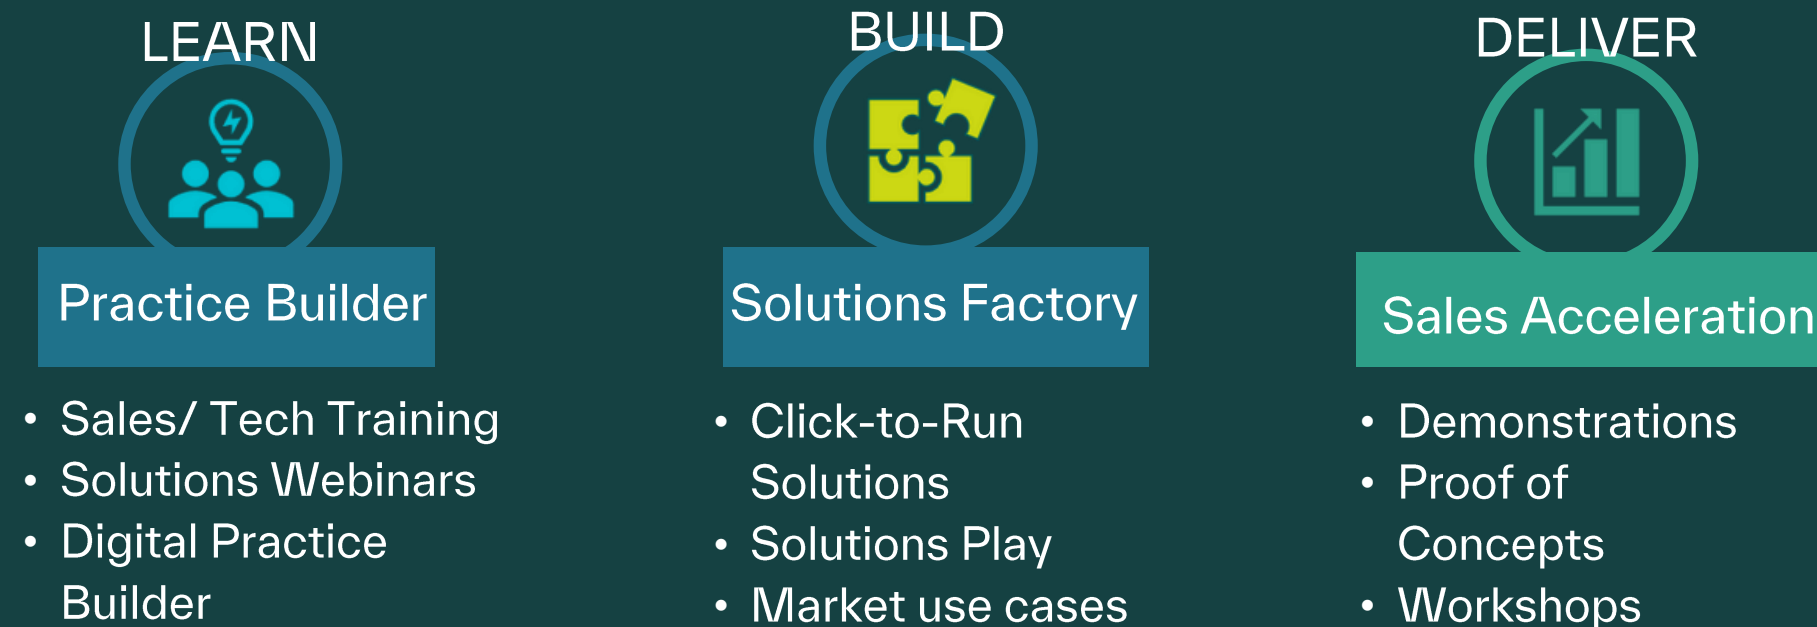 LEARN
Practice Builder
• Sales/ Tech Training
• Solutions Webinars
• Digital Practice
Builder
BUILD
Solutions Factory
• Click-to-Run
Solutions
• Solutions Play
• Market use cases
DELIVER
Sales Acceleration
• Demonstrations
• Proof of
Concepts
• Workshops